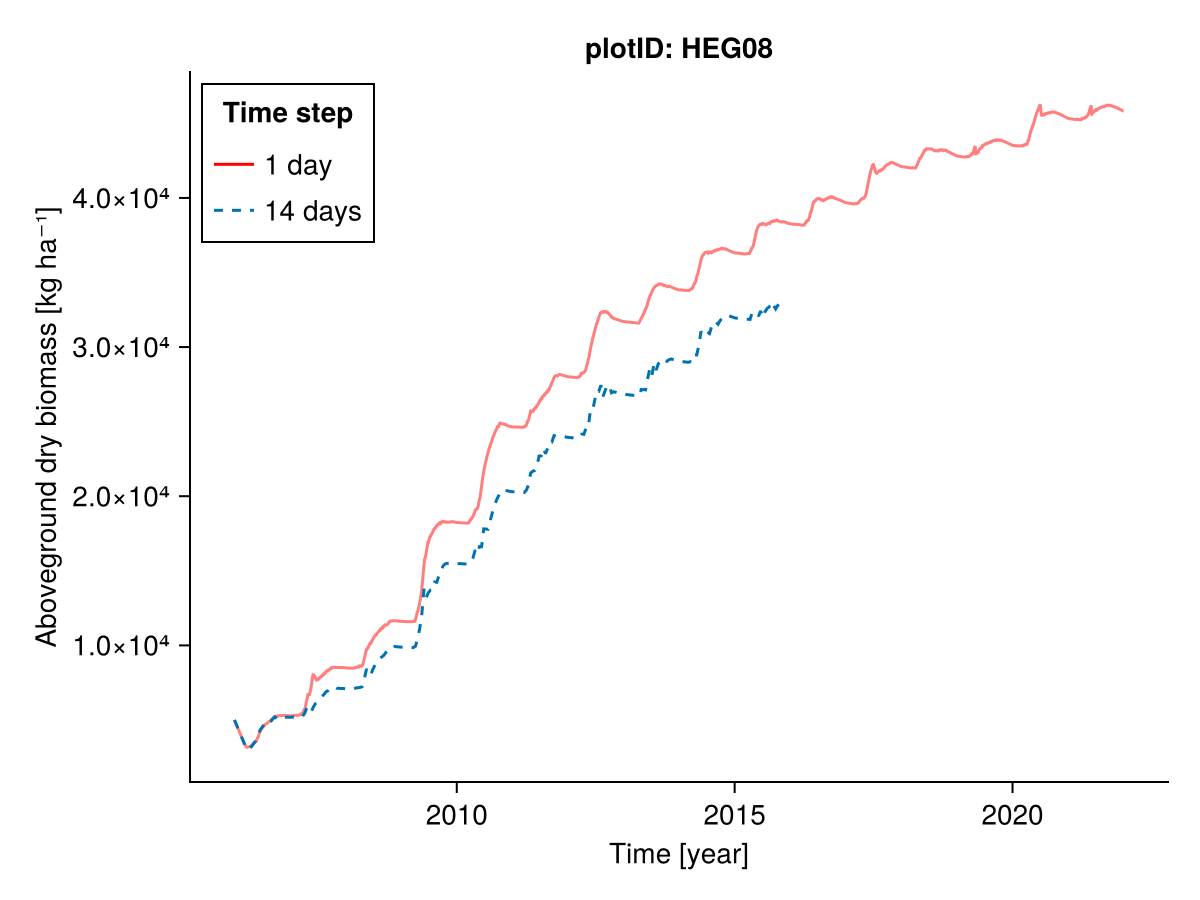 plotID: HEG08
Time step
1 day
14 days
Aboveground dry biomass [kg ha⁻¹]
4.0×10⁴
3.0×10⁴
2.0×10⁴
1.0×10⁴
2010
2015
2020
Time [year]